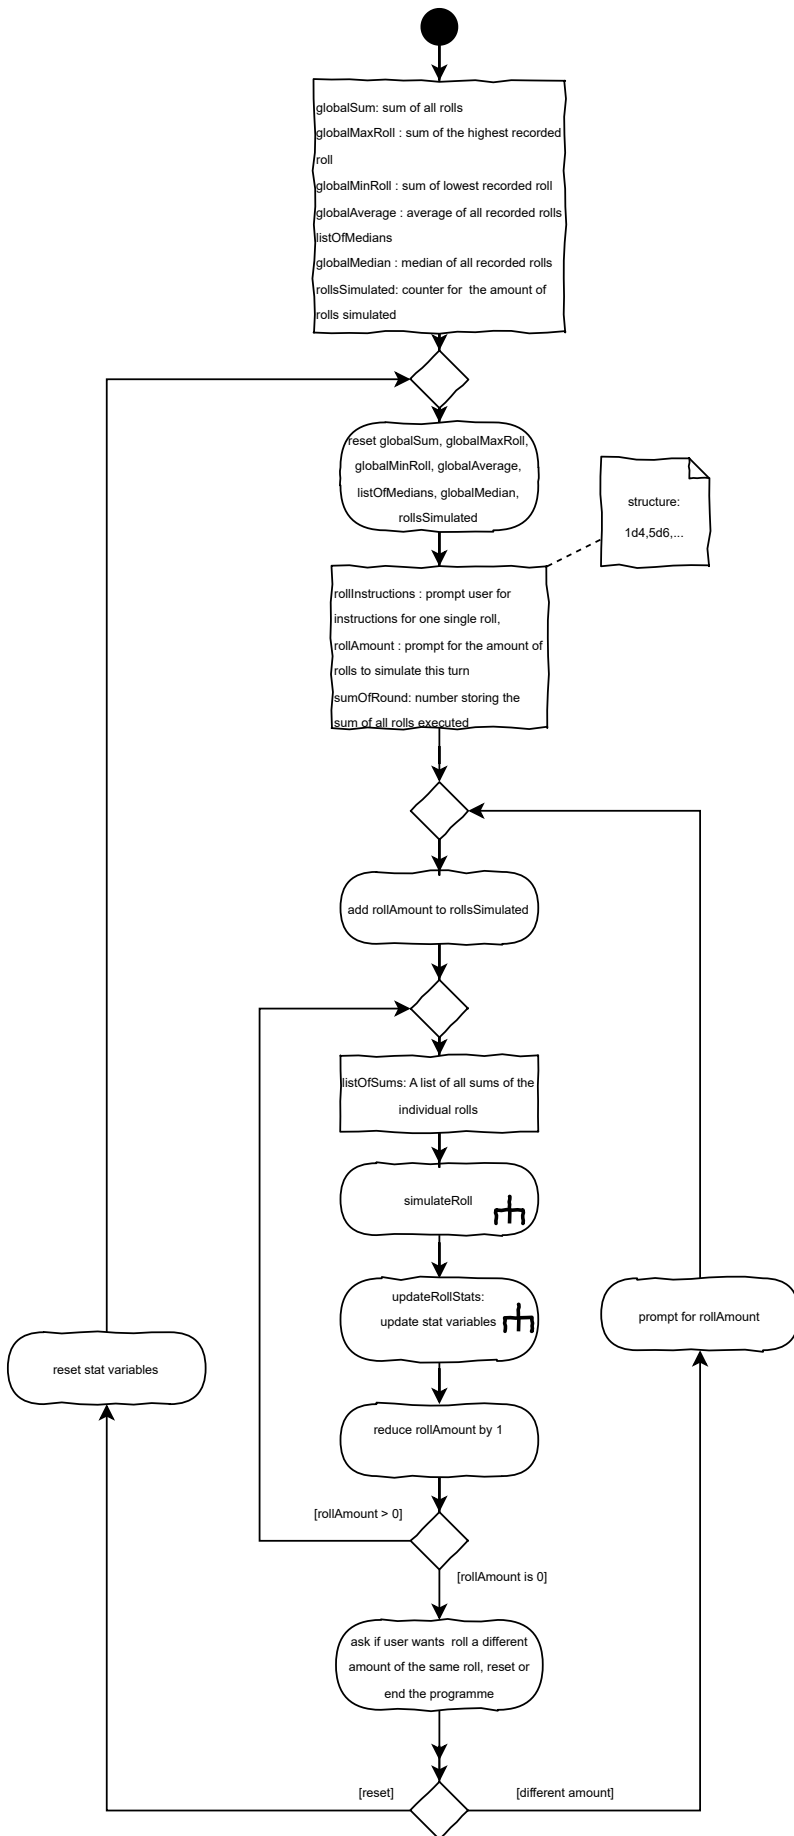 globalSum: sum of all rolls
globalMaxRoll : sum of the highest recorded
roll
globalMinRoll : sum of lowest recorded roll
globalAverage : average of all recorded rolls
listOfMedians
globalMedian : median of all recorded rolls
rollsSimulated: counter for  the amount of
rolls simulated
reset globalSum, globalMaxRoll,
globalMinRoll, globalAverage,
listOfMedians, globalMedian,
rollsSimulated
structure:
1d4,5d6,...
rollInstructions : prompt user for
instructions for one single roll,
rollAmount : prompt for the amount of
rolls to simulate this turn
sumOfRound: number storing the
sum of all rolls executed
add rollAmount to rollsSimulated
listOfSums: A list of all sums of the
individual rolls
simulateRoll
updateRollStats:
update stat variables
prompt for rollAmount
reset stat variables
reduce rollAmount by 1
[rollAmount > 0]
[rollAmount is 0]
ask if user wants  roll a different
amount of the same roll, reset or
end the programme
[reset]
[different amount]